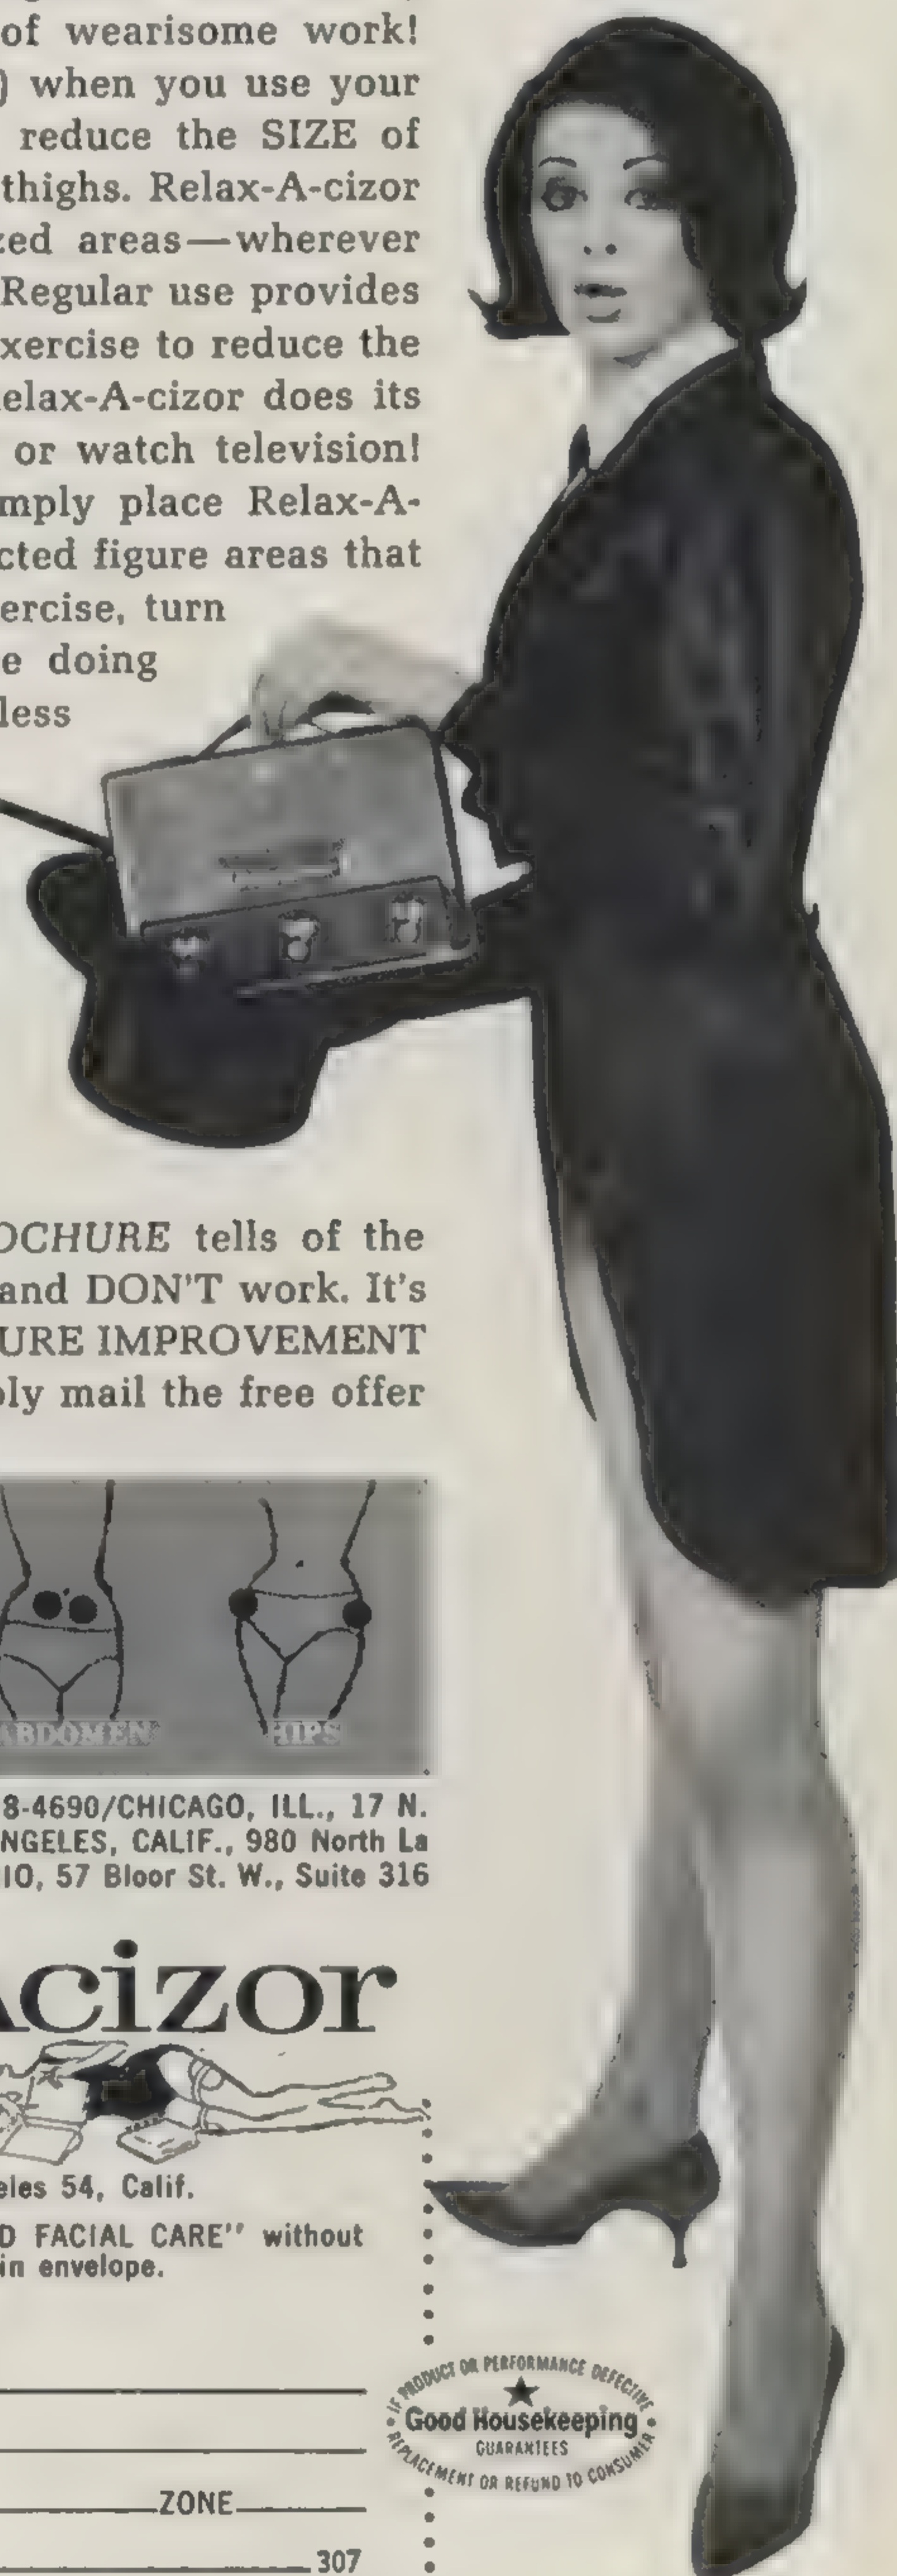 of wearisome work!
) when you use your
reduce the SIZE of
thighs. Relax-A-cizor
zed areas—wherever
Regular use provides
xercise to reduce the
elax-A-cizor does its
or watch television!
mply place Relax-A-
cted figure areas that
ercise, turn
e doing
less
OCHURE tells of the
and DON'T work. It's
URE IMPROVEMENT
ply mail the free offer
ABDOMEN HIPS
8-4690/CHICAGO, ILL., 17 N.
NGELES, CALIF., 980 North La
IO, 57 Bloor St. W., Suite 316
Acizor
eles 54, Calif.
D FACIAL CARE" without
in envelope.
IF PRODUCT OR PERFORMANCE DEFECTIVE
Good Housekeeping
GUARANTEES
REPLACEMENT OR REFUND TO CONSUMER
ZONE
307